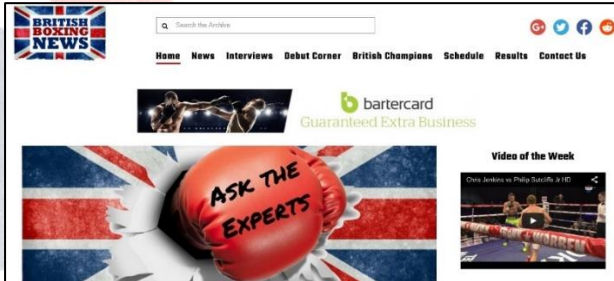 BRITISH
BOXING
NEWS
Search the Archive
Home News Interviews Debut Corner British Champions Schedule Results Contact Us
bartercard
Guaranteed Extra Business
ASK THE
EXPERTS
Video of the Week
Chris Jenkins vs Philip Sutcliffe Jr HD
WARREN